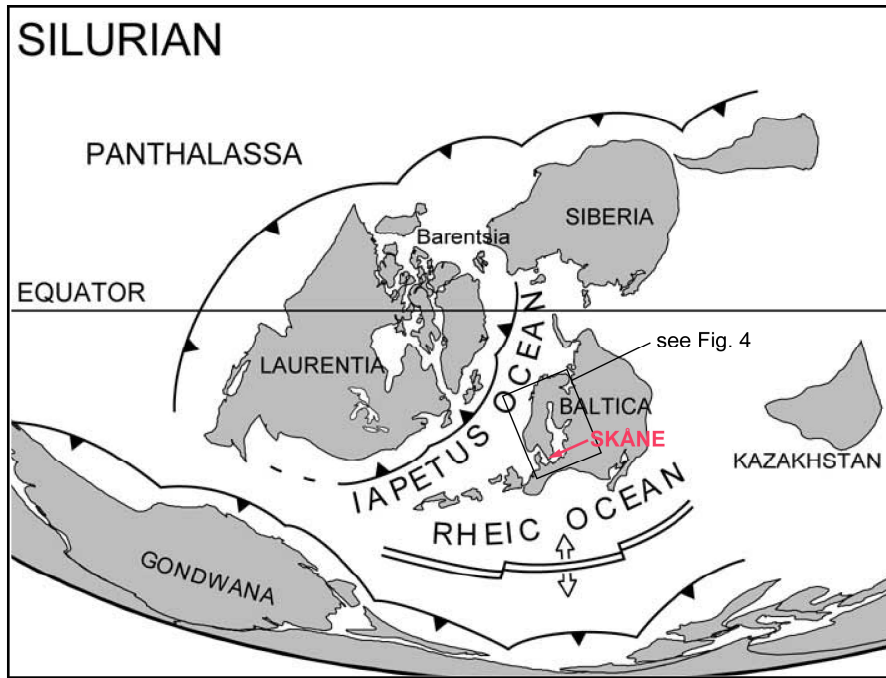 SILURIAN
PANTHALASSA
SIBERIA
Barentsia
EQUATOR
LAURENTIA
IAPETUS OCEAN
see Fig. 4
BALTICA
SKÅNE
KAZAKHSTAN
RHEIC OCEAN
GONDWANA